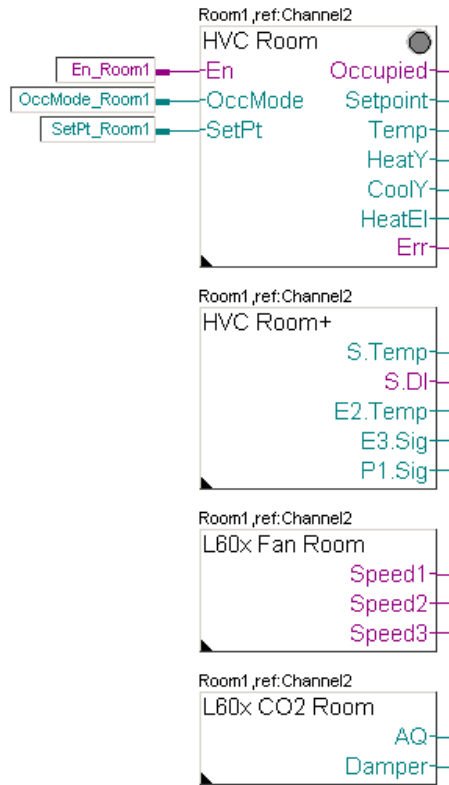 Room1,ref:Channel2
HVC Room
En_Room1 En Occupied
OccMode_Room1 OccMode Setpoint
SetPt_Room1 SetPt Temp
HeatY
CoolY
HeatEl
Err
Room1,ref:Channel2
HVC Room+
S.Temp
S.DI
E2.Temp
E3.Sig
P1.Sig
Room1,ref:Channel2
L60x Fan Room
Speed1
Speed2
Speed3
Room1,ref:Channel2
L60x CO2 Room
AQ
Damper